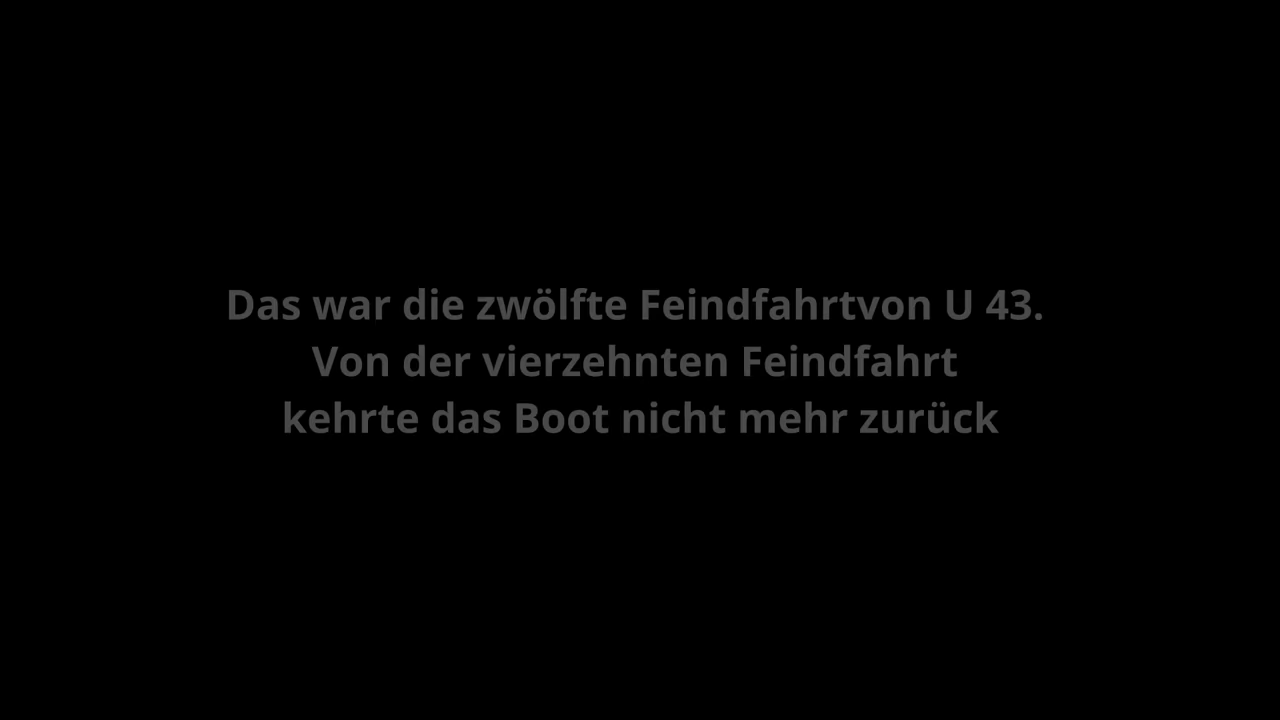 Das war die zwölfte Feindfahrtvon U 43.
Von der vierzehnten Feindfahrt
kehrte das Boot nicht mehr zurück